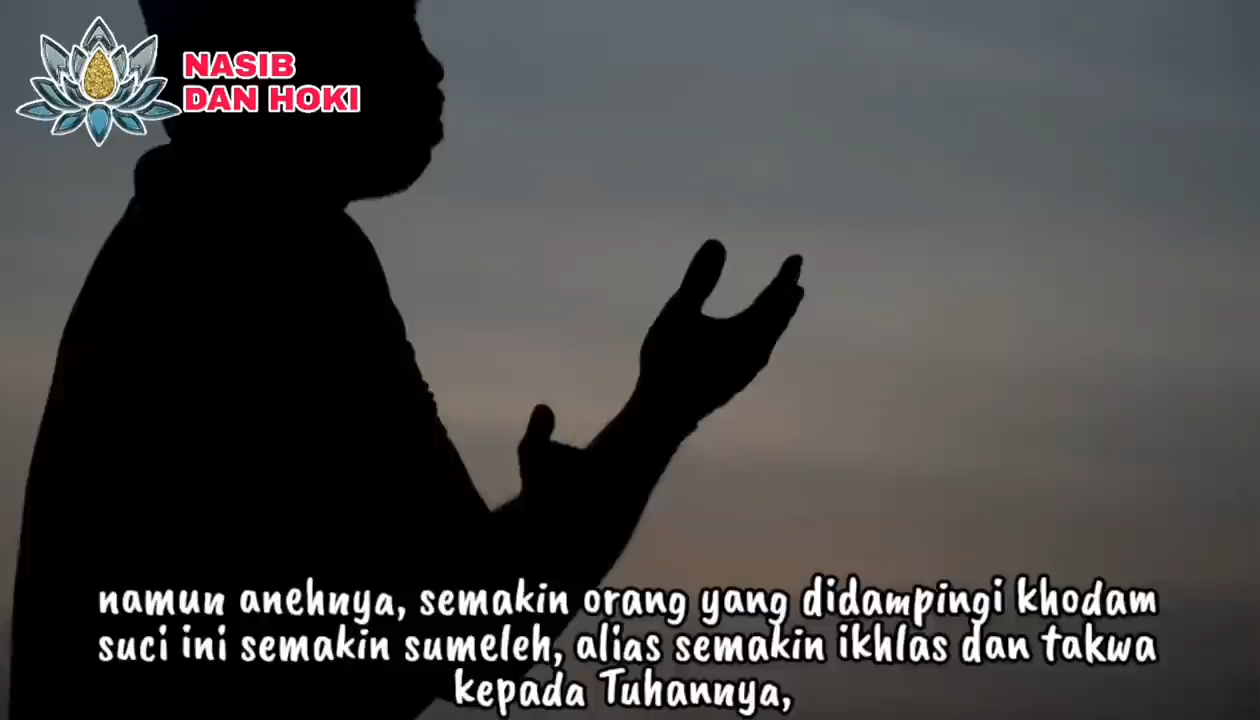 NASIB
DAN HOKI
namun anehnya, semakin orang yang didampingi khodam
suci ini semakin sumeleh, alias semakin ikhlas dan takwa
kepada Tuhannya,